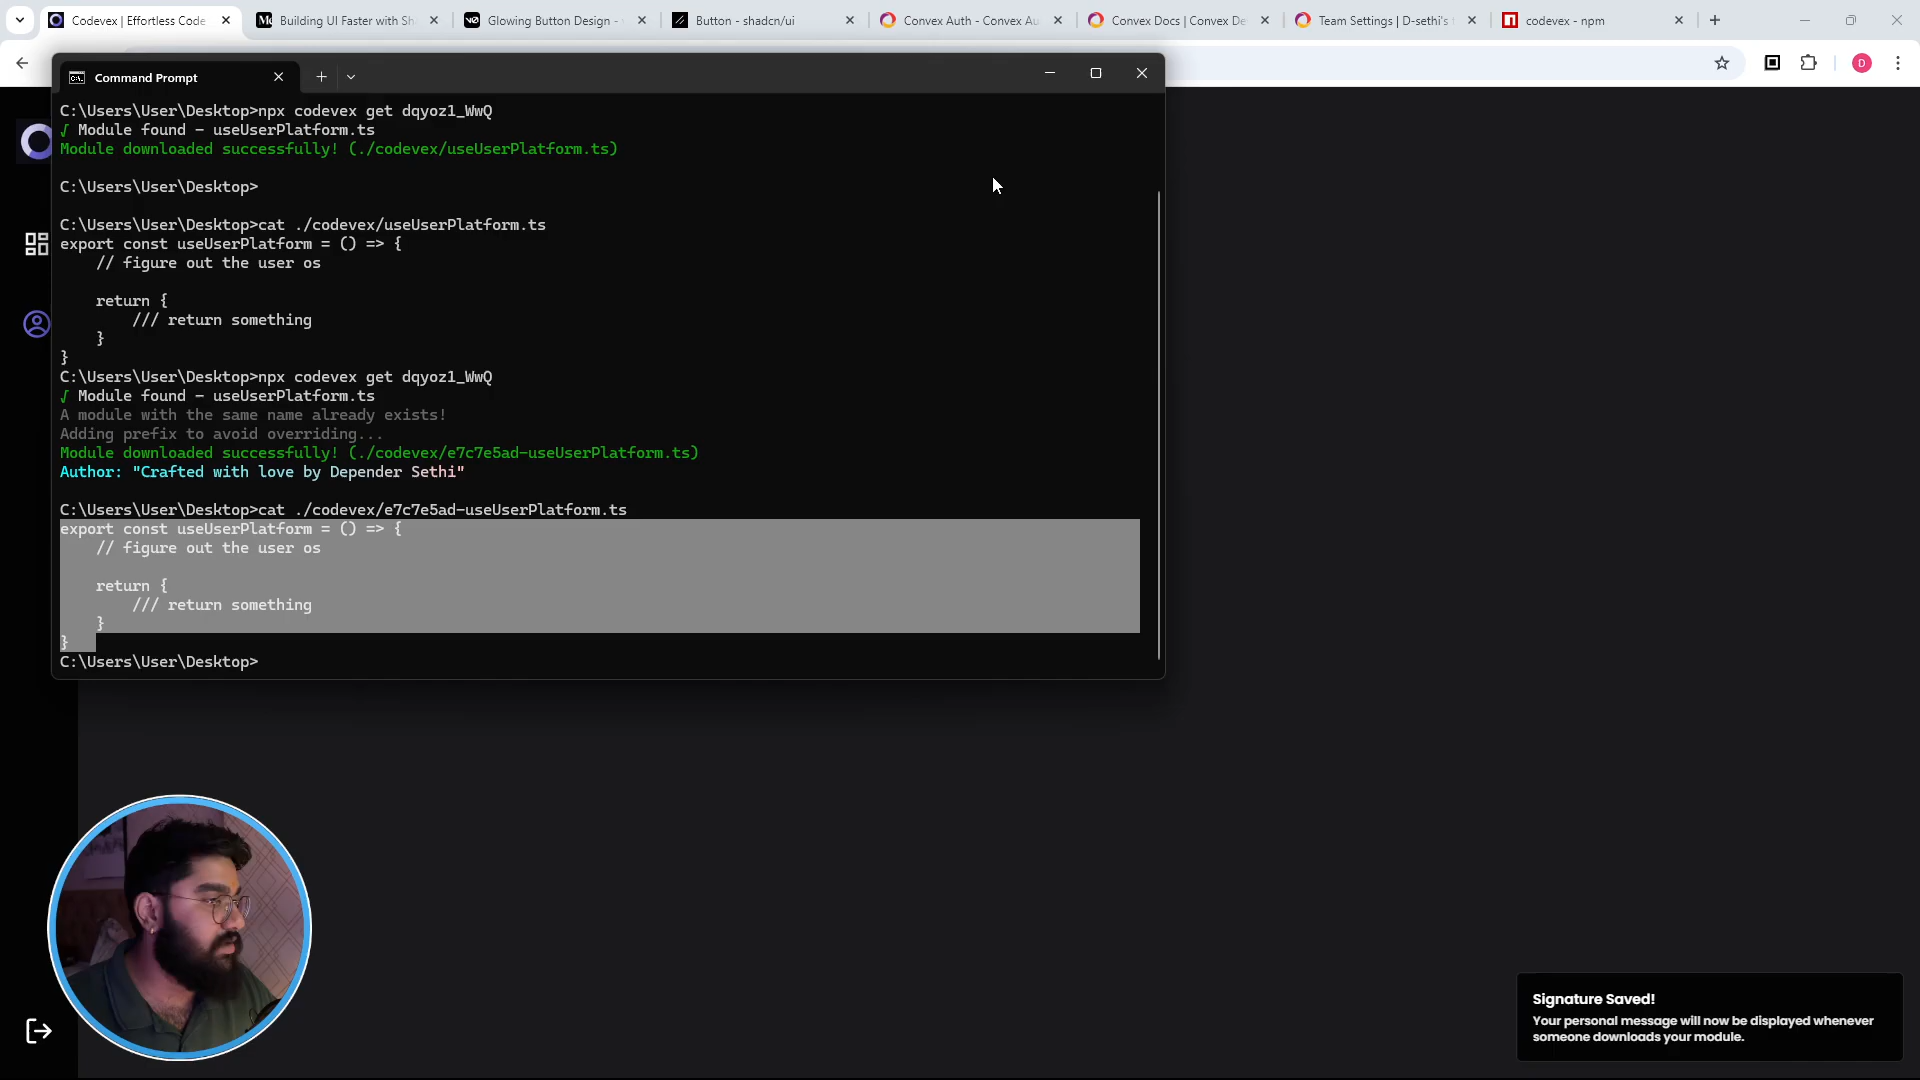 Codevex | Effortless Code
Building UI Faster with Sh
Glowing Button Design -
Button - shadcn/ui
Convex Auth - Convex Au
Convex Docs | Convex De
Team Settings | D-sethi's
codevex - npm
D
Command Prompt
C:\Users\User\Desktop>npx codevex get dqyoz1_WwQ
√ Module found - useUserPlatform.ts
Module downloaded successfully! (./codevex/useUserPlatform.ts)
C:\Users\User\Desktop>
C:\Users\User\Desktop>cat ./codevex/useUserPlatform.ts
export const useUserPlatform = () => {
// figure out the user os
return {
/// return something
}
}
C:\Users\User\Desktop>npx codevex get dqyoz1_WwQ
√ Module found - useUserPlatform.ts
A module with the same name already exists!
Adding prefix to avoid overriding...
Module downloaded successfully! (./codevex/e7c7e5ad-useUserPlatform.ts)
Author: "Crafted with love by Depender Sethi"
C:\Users\User\Desktop>cat ./codevex/e7c7e5ad-useUserPlatform.ts
export const useUserPlatform = () => {
// figure out the user os
return {
/// return something
}
}
C:\Users\User\Desktop>
Signature Saved!
Your personal message will now be displayed whenever
someone downloads your module.